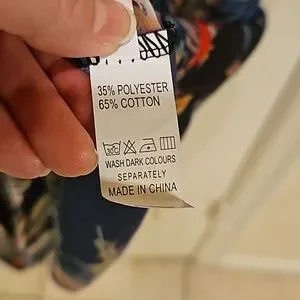 35% POLYESTER
65% COTTON
WASH DARK COLOURS
SEPARATELY
MADE IN CHINA